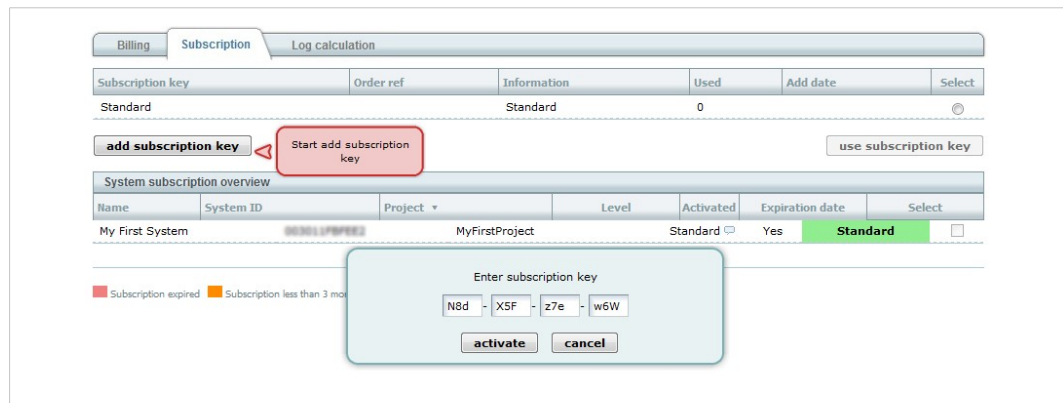 Billing Subscription Log calculation
Subscription key Order ref Information Used Add date Select
Standard Standard 0
add subscription key Start add subscription use subscription key
key
System subscription overview
Name System ID Project Level Activated Expiration date Select
My First System MyFirstProject Standard Yes Standard
Enter subscription key
Subscription expired Subscription less than 3
N8d - X5F - z7e - w6W
activate cancel